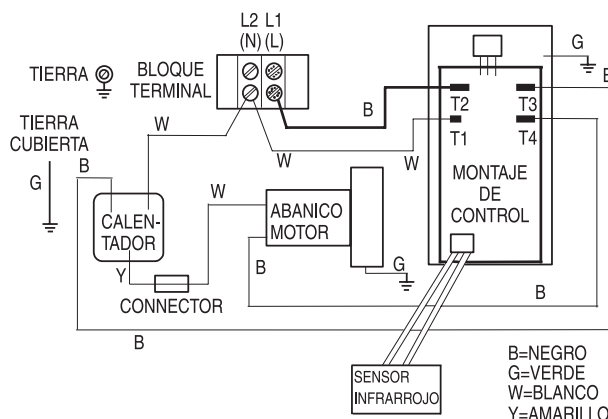 L2 L1
(N) (L)
TIERRA
BLOQUE
TERMINAL
G
B
B
T2
T3
T1
T4
TIERRA
CUBIERTA
W
W
W
B
G
MONTAJE
DE
CONTROL
CALEN-
TADOR
W
ABANICO
MOTOR
Y
B
G
CONNECTOR
B
B
SENSOR
INFRARROJO
B=NEGRO
G=VERDE
W=BLANCO
Y=AMARILLO